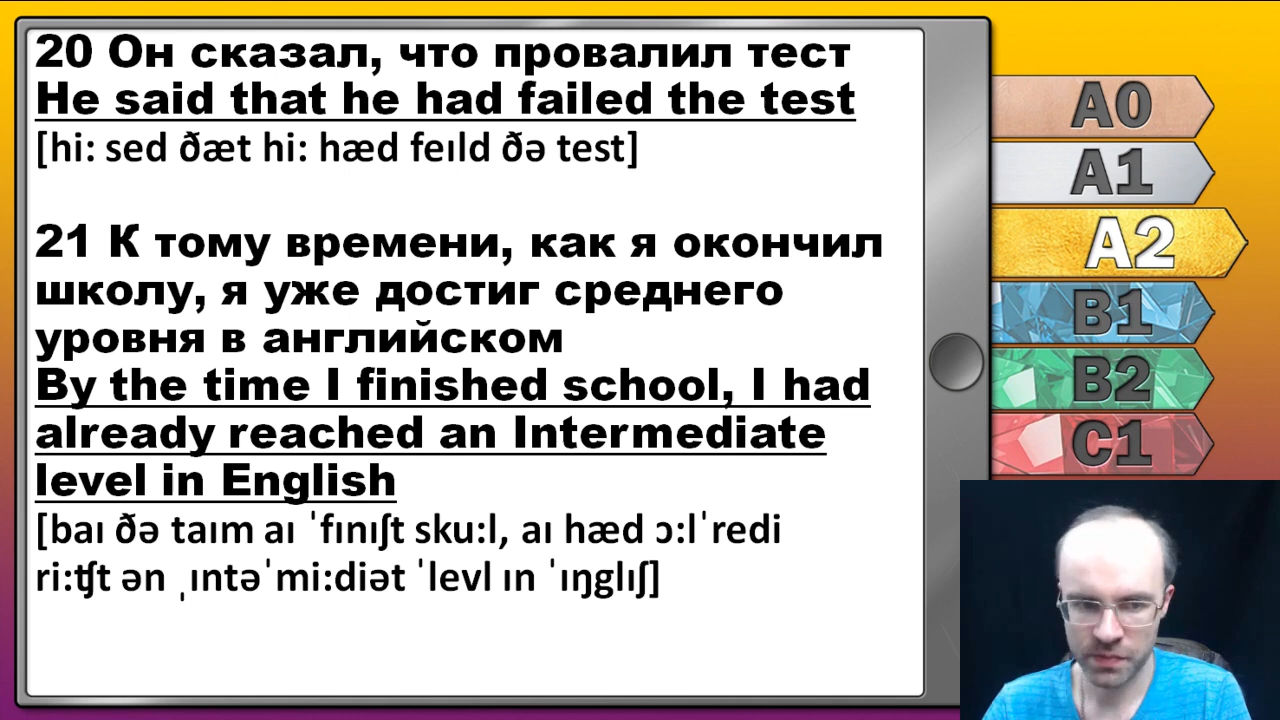 20 Он сказал, что провалил тест
He said that he had failed the test
[hi: sed ðæt hi: hæd feɪld ðə test]
21 К тому времени, как я окончил
школу, я уже достиг среднего
уровня в английском
By the time I finished school, I had
already reached an Intermediate
level in English
[baɪ ðə taɪm aɪ ˈfɪnɪʃt sku:l, aɪ hæd ɔ:lˈredi
ri:ʧt ən ˌɪntəˈmi:diət ˈlevl ɪn ˈɪŋglɪʃ]
A0
A1
A2
B1
B2
C1